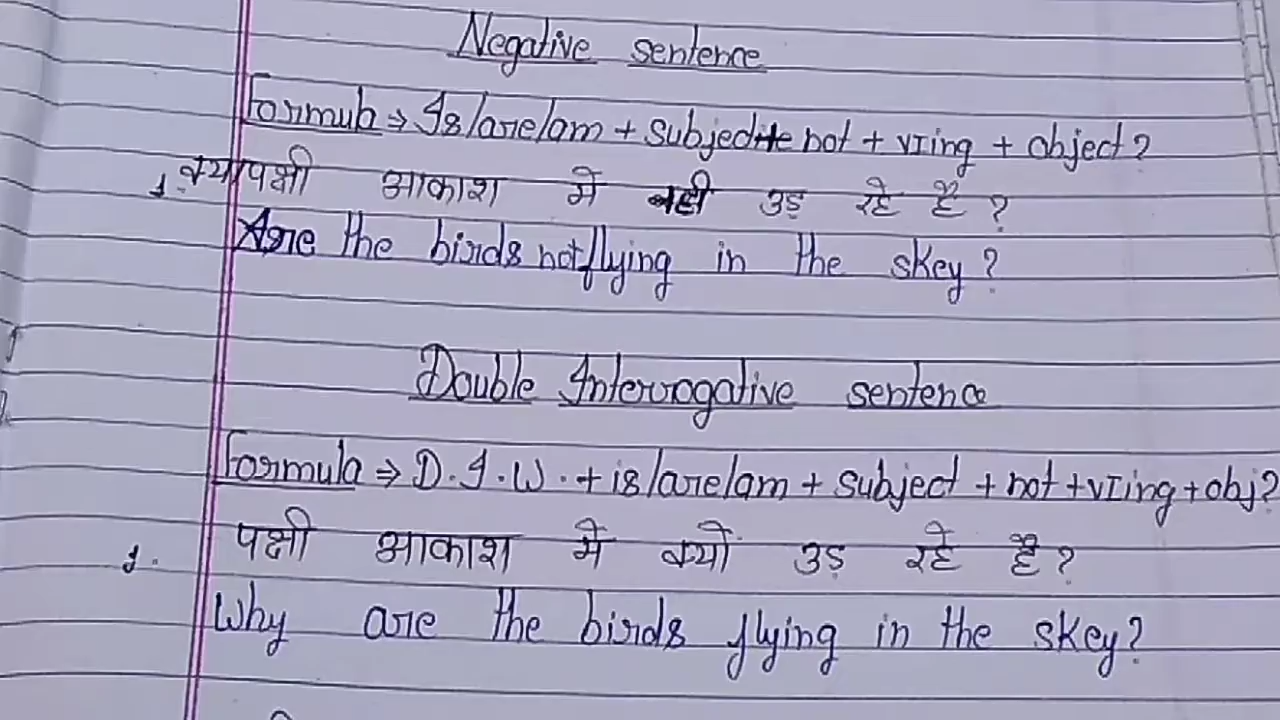 Negative sentence
Formula ⇒ Is/are/am + subject + not + VIing + object?
1. क्या पक्षी आकाश में नही उड़ रहे है ?
Are the birds not flying in the skey?
Double Interrogative sentence
Formula ⇒ D.I.W. + is/are/am + subject + not + vIing + obj?
1. पक्षी आकाश में क्यों उड़ रहे है ?
Why are the birds flying in the skey?